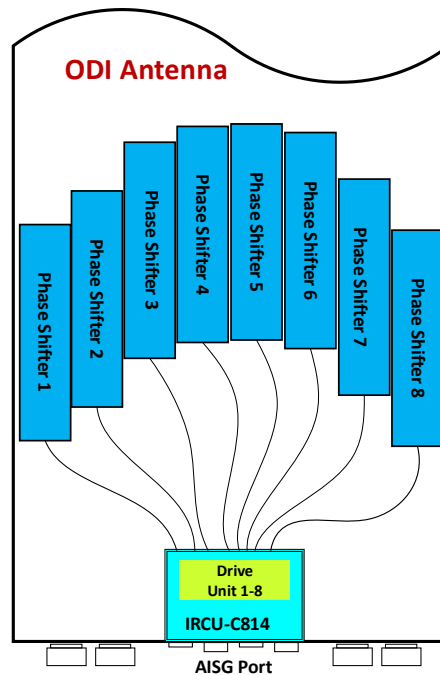 ODI Antenna
Phase Shifter 1
Phase Shifter 2
Phase Shifter 3
Phase Shifter 4
Phase Shifter 5
Phase Shifter 6
Phase Shifter 7
Phase Shifter 8
Drive
Unit 1-8
IRCU-C814
AISG Port